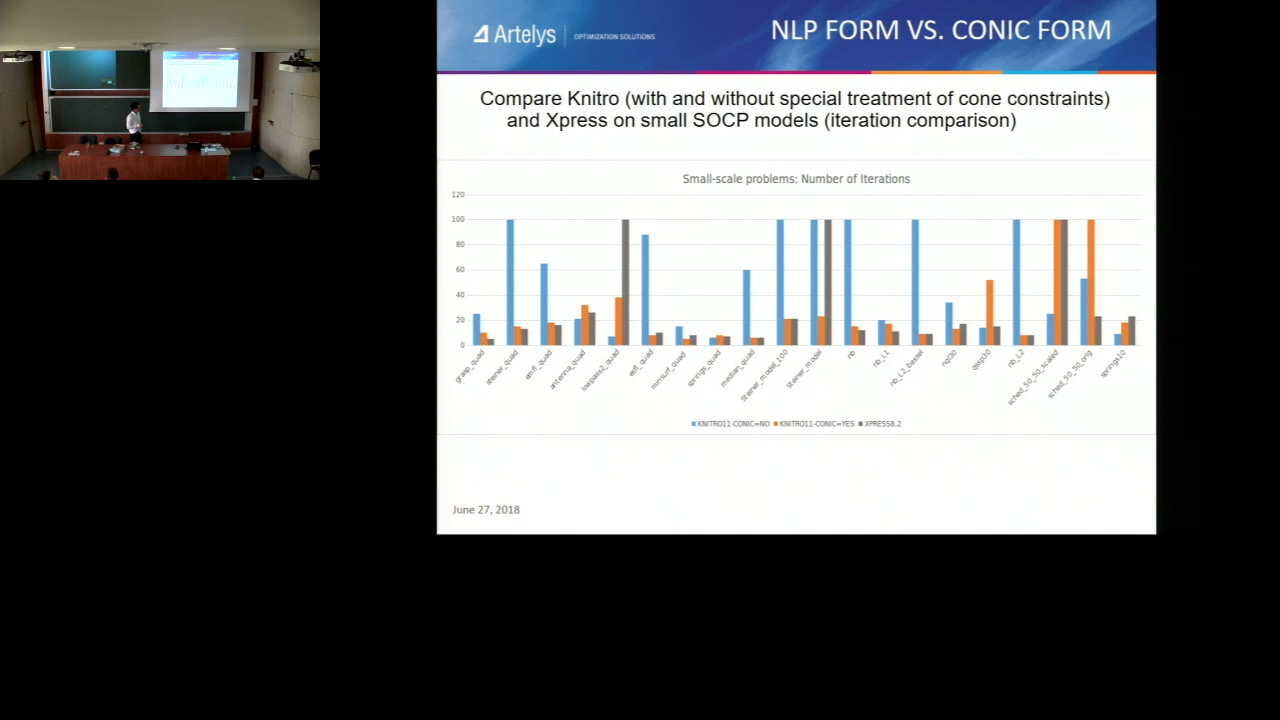 Artelys
OPTIMIZATION SOLUTIONS
NLP FORM VS. CONIC FORM
Compare Knitro (with and without special treatment of cone constraints)
and Xpress on small SOCP models (iteration comparison)
Small-scale problems: Number of Iterations
120
100
80
60
40
20
0
grasp_quad
steiner_quad
emfl_quad
antenna_quad
lowpass2_quad
esfl_quad
minsurf_quad
springs_quad
median_quad
Steiner_model_100
Steiner_model
nb
nb_L1
nb_L2_bessel
nql30
qssp30
nb_L2
sched_50_50_scaled
sched_50_50_orig
springs10
KNITRO11-CONIC=NO KNITRO11-CONIC=YES XPRESS8.2
June 27, 2018